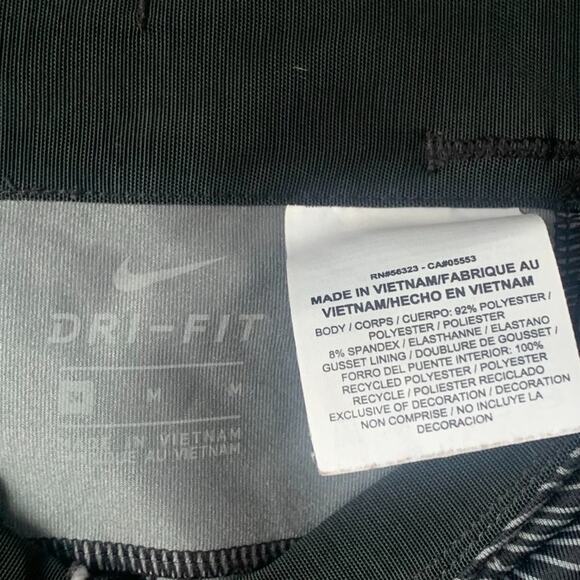 DRI-FIT
M
M
MADE IN VIETNAM
QUE AU VIETNAM
RN#56323 - CA#05553
MADE IN VIETNAM/FABRIQUE AU
VIETNAM/HECHO EN VIETNAM
BODY / CORPS / CUERPO: 92% POLYESTER /
POLYESTER / POLIESTER
8% SPANDEX / ELASTHANNE / ELASTANO
GUSSET LINING / DOUBLURE DE GOUSSET /
FORRO DEL PUENTE INTERIOR: 100%
RECYCLED POLYESTER / POLYESTER
RECYCLE / POLIESTER RECICLADO
EXCLUSIVE OF DECORATION / DECORATION
NON COMPRISE / NO INCLUYE LA
DECORACION